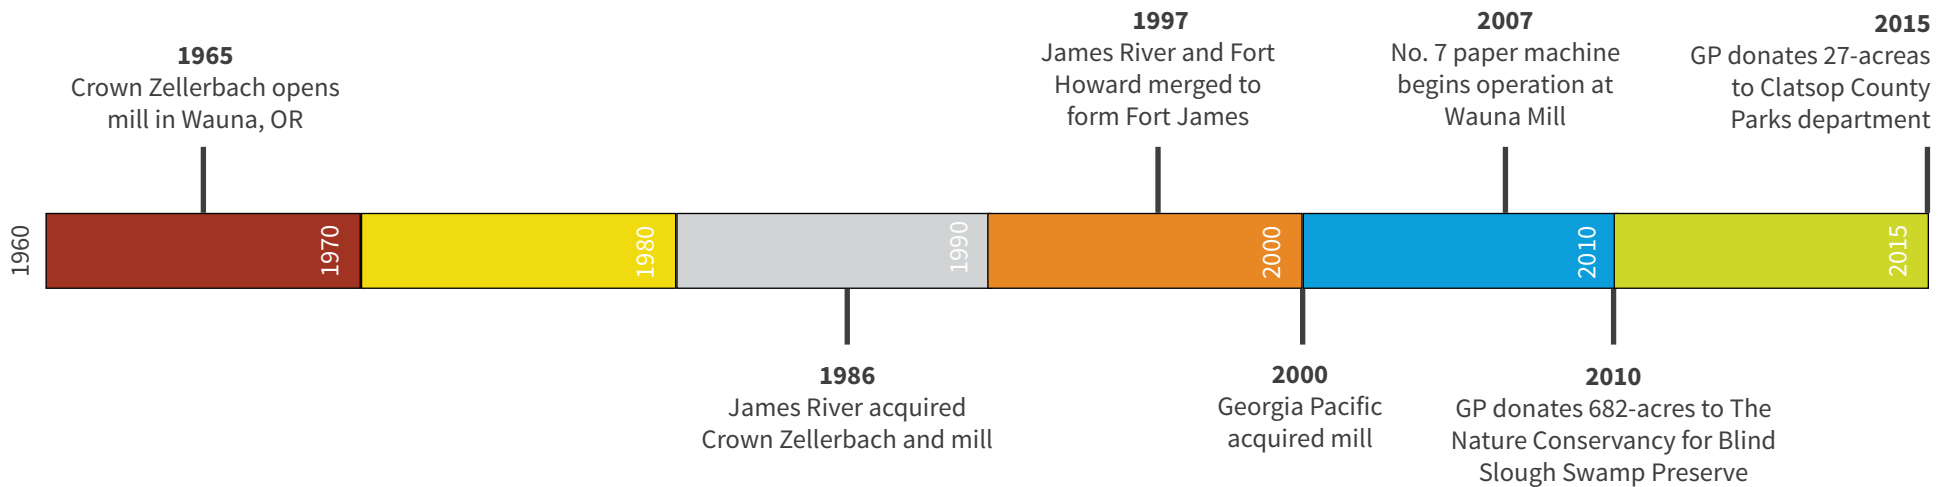 1965
Crown Zellerbach opens
mill in Wauna, OR
1997
James River and Fort
Howard merged to
form Fort James
2007
No. 7 paper machine
begins operation at
Wauna Mill
2015
GP donates 27-acreas
to Clatsop County
Parks department
1960
1970
1980
1990
2000
2010
2015
1986
James River acquired
Crown Zellerbach and mill
2000
Georgia Pacific
acquired mill
2010
GP donates 682-acres to The
Nature Conservancy for Blind
Slough Swamp Preserve